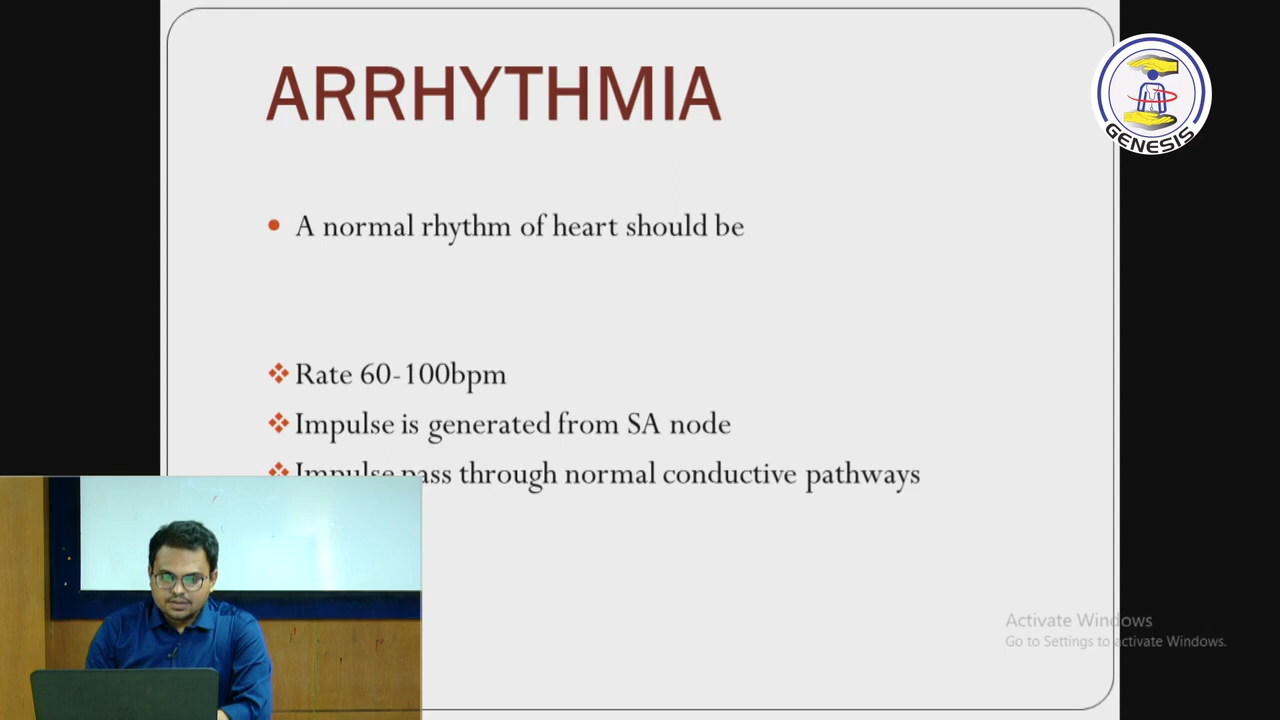 ARRHYTHMIA
GENESIS
A normal rhythm of heart should be
Rate 60-100bpm
Impulse is generated from SA node
Impulse pass through normal conductive pathways
Activate Windows
Go to Settings to activate Windows.